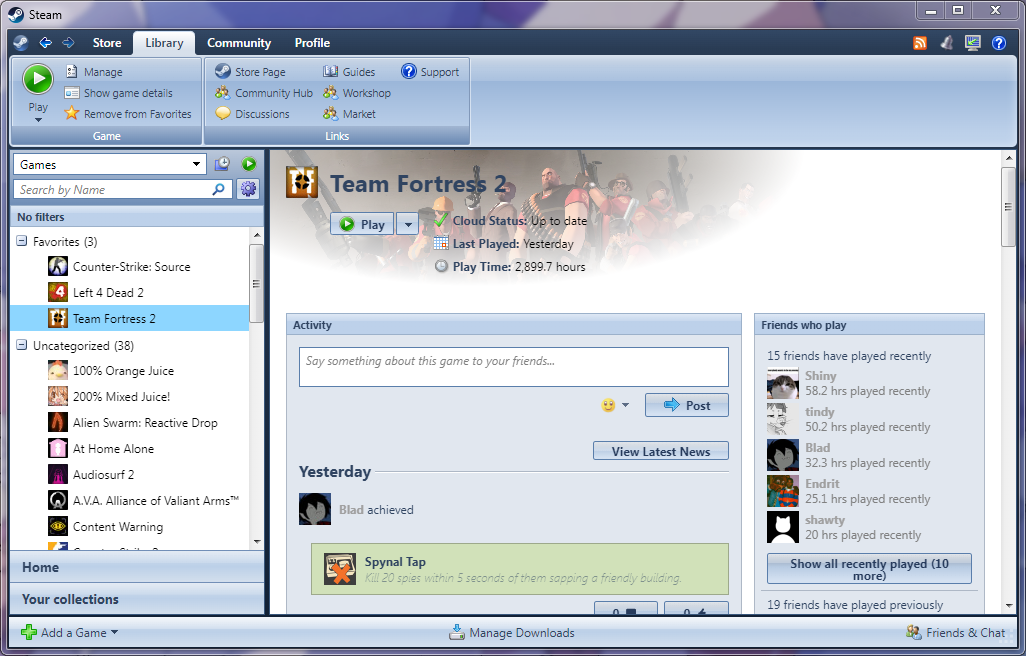 Steam
Store
Library
Community
Profile
Play
Manage
Show game details
Remove from Favorites
Game
Store Page
Community Hub
Discussions
Guides
Workshop
Market
Support
Links
Games
Search by Name
No filters
Favorites (3)
Counter-Strike: Source
Left 4 Dead 2
Team Fortress 2
Uncategorized (38)
100% Orange Juice
200% Mixed Juice!
Alien Swarm: Reactive Drop
At Home Alone
Audiosurf 2
A.V.A. Alliance of Valiant Arms™
Content Warning
Home
Your collections
Team Fortress 2
Play
Cloud Status: Up to date
Last Played: Yesterday
Play Time: 2,899.7 hours
Activity
Say something about this game to your friends...
Post
View Latest News
Yesterday
Blad achieved
Spynal Tap
Kill 20 spies within 5 seconds of them sapping a friendly building.
0
0
Friends who play
15 friends have played recently
Shiny
58.2 hrs played recently
tindy
50.2 hrs played recently
Blad
32.3 hrs played recently
Endrit
25.1 hrs played recently
shawty
20 hrs played recently
Show all recently played (10
more)
19 friends have played previously
Add a Game
Manage Downloads
Friends & Chat